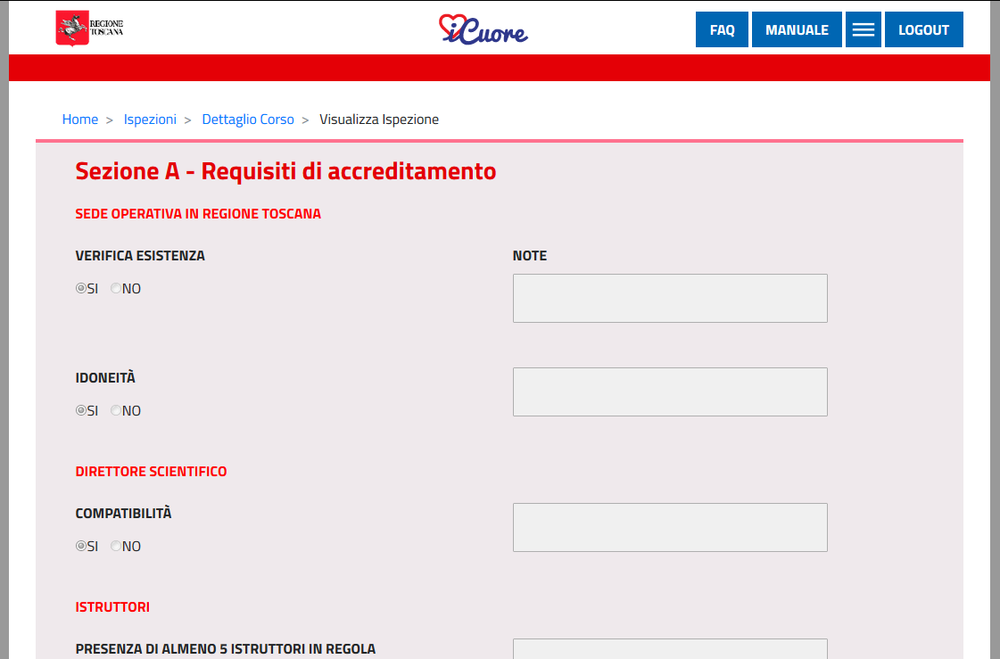 REGIONE
TOSCANA
iCuore
FAQ
MANUALE
LOGOUT
Home > Ispezioni > Dettaglio Corso > Visualizza Ispezione
Sezione A - Requisiti di accreditamento
SEDE OPERATIVA IN REGIONE TOSCANA
VERIFICA ESISTENZA
NOTE
SI NO
IDONEITÀ
SI NO
DIRETTORE SCIENTIFICO
COMPATIBILITÀ
SI NO
ISTRUTTORI
PRESENZA DI ALMENO 5 ISTRUTTORI IN REGOLA